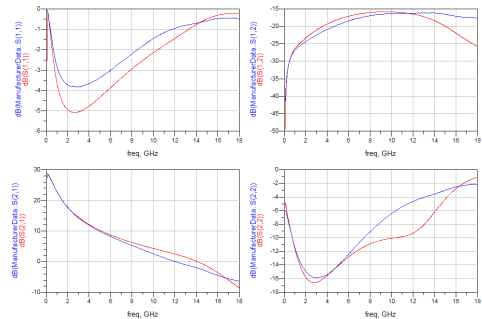 dB(ManufacturerData..S(1,1))
dB(S(1,1))
0
-1
-2
-3
-4
-5
-6
0 2 4 6 8 10 12 14 16 18
freq, GHz
dB(ManufacturerData..S(1,2))
dB(S(1,2))
-15
-20
-25
-30
-35
-40
-45
-50
0 2 4 6 8 10 12 14 16 18
freq, GHz
dB(ManufacturerData..S(2,1))
dB(S(2,1))
30
20
10
0
-10
0 2 4 6 8 10 12 14 16 18
freq, GHz
dB(ManufacturerData..S(2,2))
dB(S(2,2))
0
-2
-4
-6
-8
-10
-12
-14
-16
-18
0 2 4 6 8 10 12 14 16 18
freq, GHz